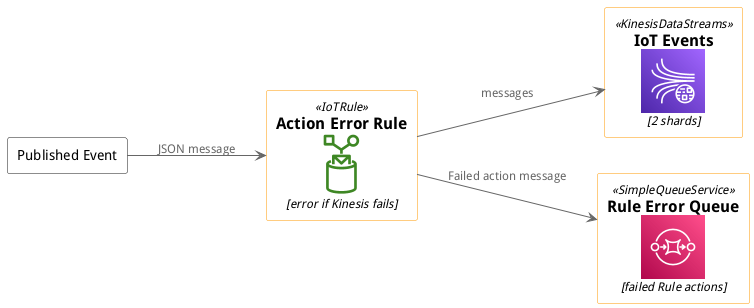 Published Event
JSON message
«IoTRule»
Action Error Rule
[error if Kinesis fails]
messages
«KinesisDataStreams»
IoT Events
[2 shards]
Failed action message
«SimpleQueueService»
Rule Error Queue
[failed Rule actions]